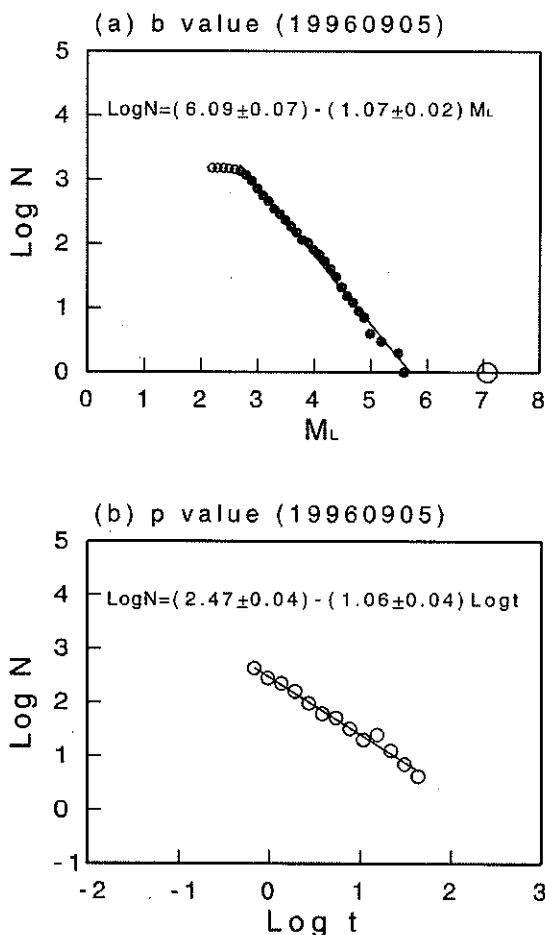 (a) b value (19960905)
5
LogN=(6.09±0.07)-(1.07±0.02)ML
4
3
2
1
0
Log N
0 1 2 3 4 5 6 7 8
ML
(b) p value (19960905)
5
4
LogN=(2.47±0.04)-(1.06±0.04)Logt
3
2
1
0
-1
Log N
-2 -1 0 1 2 3
Log t